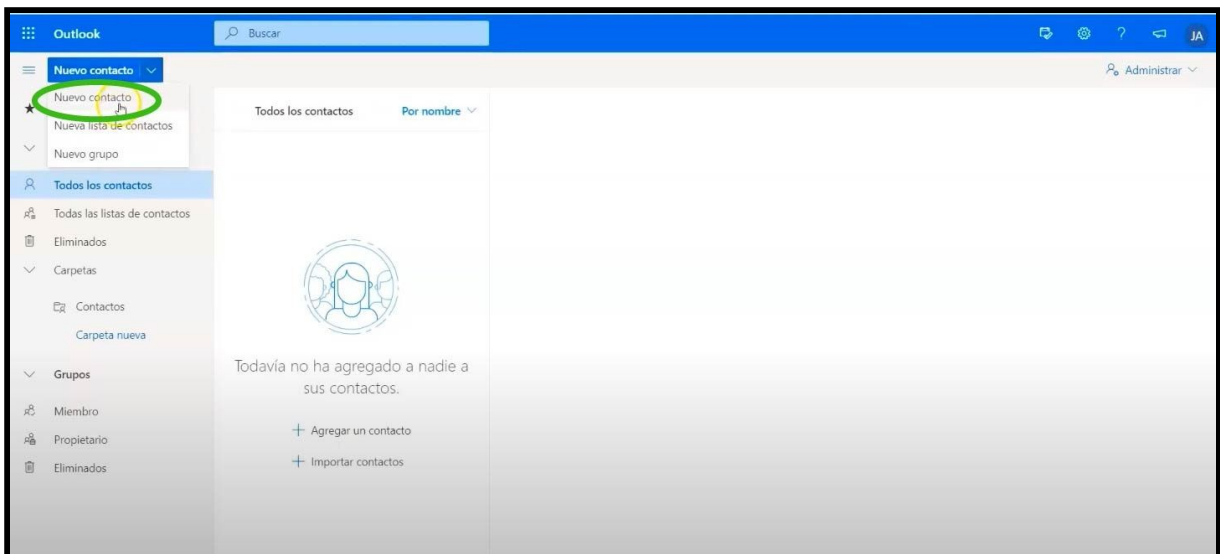 Outlook
Buscar
JA
Nuevo contacto
Administrar
Nuevo contacto
Nueva lista de contactos
Nuevo grupo
Todos los contactos
Por nombre
Todos los contactos
Todas las listas de contactos
Eliminados
Carpetas
Contactos
Carpeta nueva
Grupos
Miembro
Propietario
Eliminados
Todavía no ha agregado a nadie a
sus contactos.
Agregar un contacto
Importar contactos